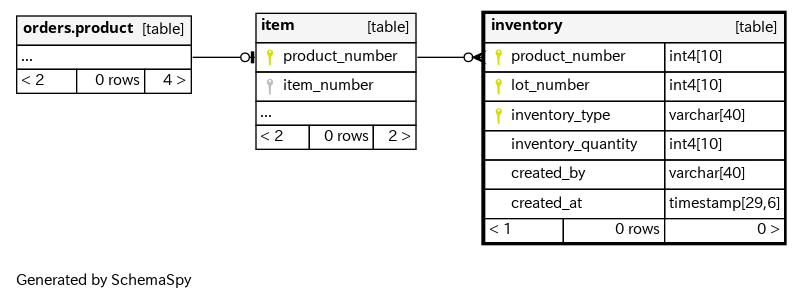 orders.product [table]
...
< 2 0 rows 4 >
item [table]
product_number
item_number
...
< 2 0 rows 2 >
inventory [table]
product_number int4[10]
lot_number int4[10]
inventory_type varchar[40]
inventory_quantity int4[10]
created_by varchar[40]
created_at timestamp[29,6]
< 1 0 rows 0 >
Generated by SchemaSpy